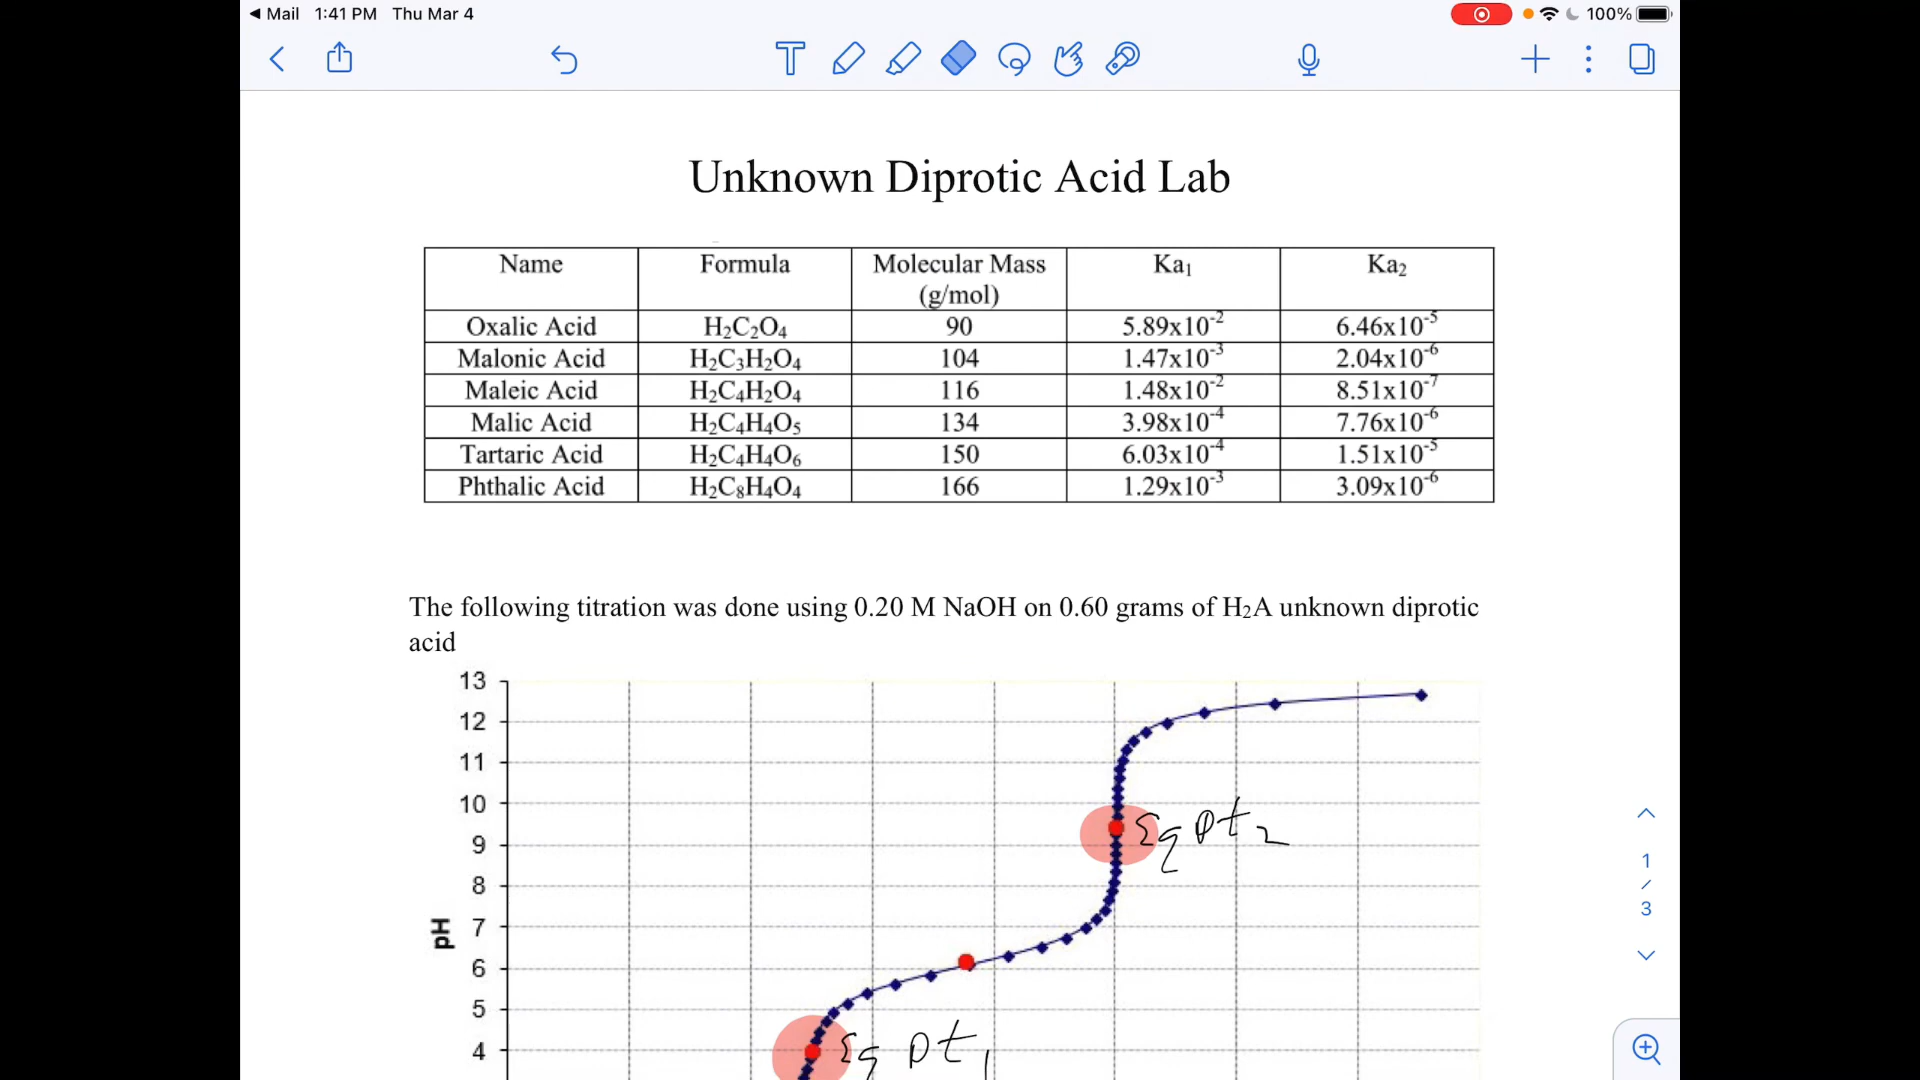 Mail 1:41 PM Thu Mar 4 100%
Unknown Diprotic Acid Lab
Name Formula Molecular Mass (g/mol) Ka₁ Ka₂
Oxalic Acid H₂C₂O₄ 90 5.89x10⁻² 6.46x10⁻⁵
Malonic Acid H₂C₃H₂O₄ 104 1.47x10⁻³ 2.04x10⁻⁶
Maleic Acid H₂C₄H₂O₄ 116 1.48x10⁻² 8.51x10⁻⁷
Malic Acid H₂C₄H₄O₅ 134 3.98x10⁻⁴ 7.76x10⁻⁶
Tartaric Acid H₂C₄H₄O₆ 150 6.03x10⁻⁴ 1.51x10⁻⁵
Phthalic Acid H₂C₈H₄O₄ 166 1.29x10⁻³ 3.09x10⁻⁶
The following titration was done using 0.20 M NaOH on 0.60 grams of H₂A unknown diprotic
acid
13
12
11
10
Eq pt 2
9
8
pH
7
6
5
4
Eq pt 1
1
/
3